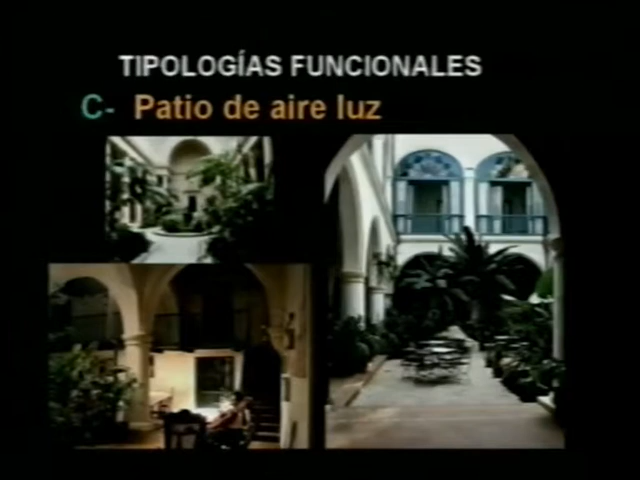 TIPOLOGÍAS FUNCIONALES
C- Patio de aire luz